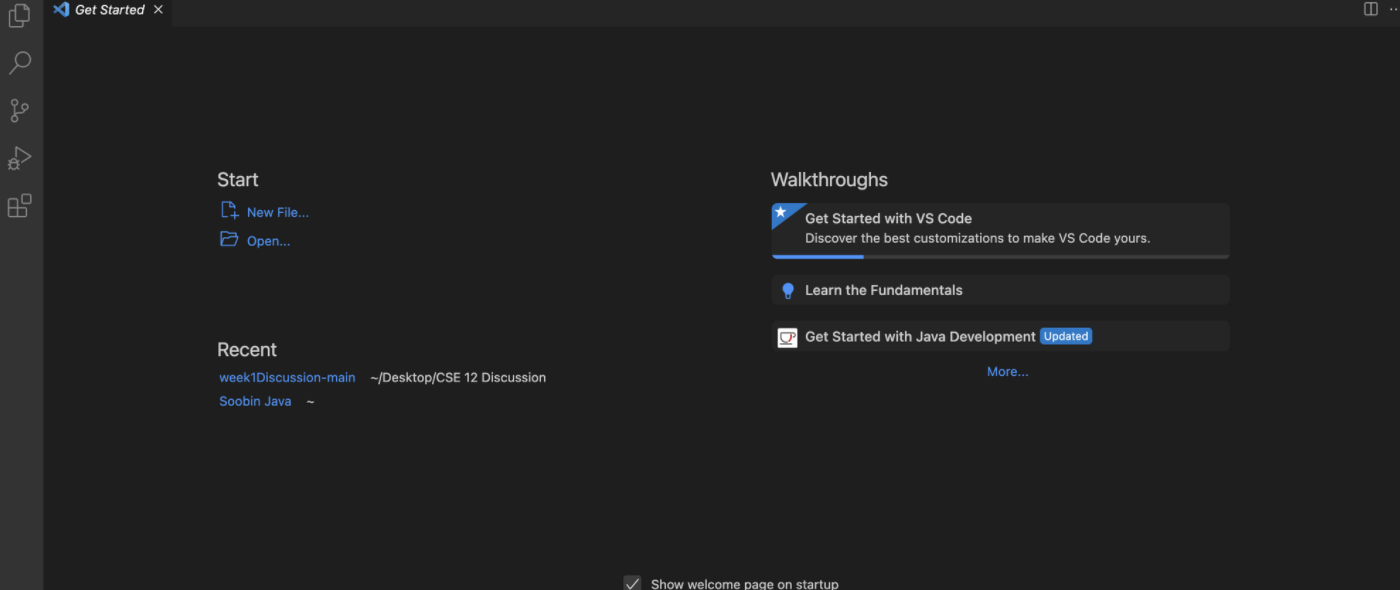 Get Started
Start
New File...
Open...
Recent
week1Discussion-main ~/Desktop/CSE 12 Discussion
Soobin Java ~
Walkthroughs
Get Started with VS Code
Discover the best customizations to make VS Code yours.
Learn the Fundamentals
Get Started with Java Development Updated
More...
Show welcome page on startup